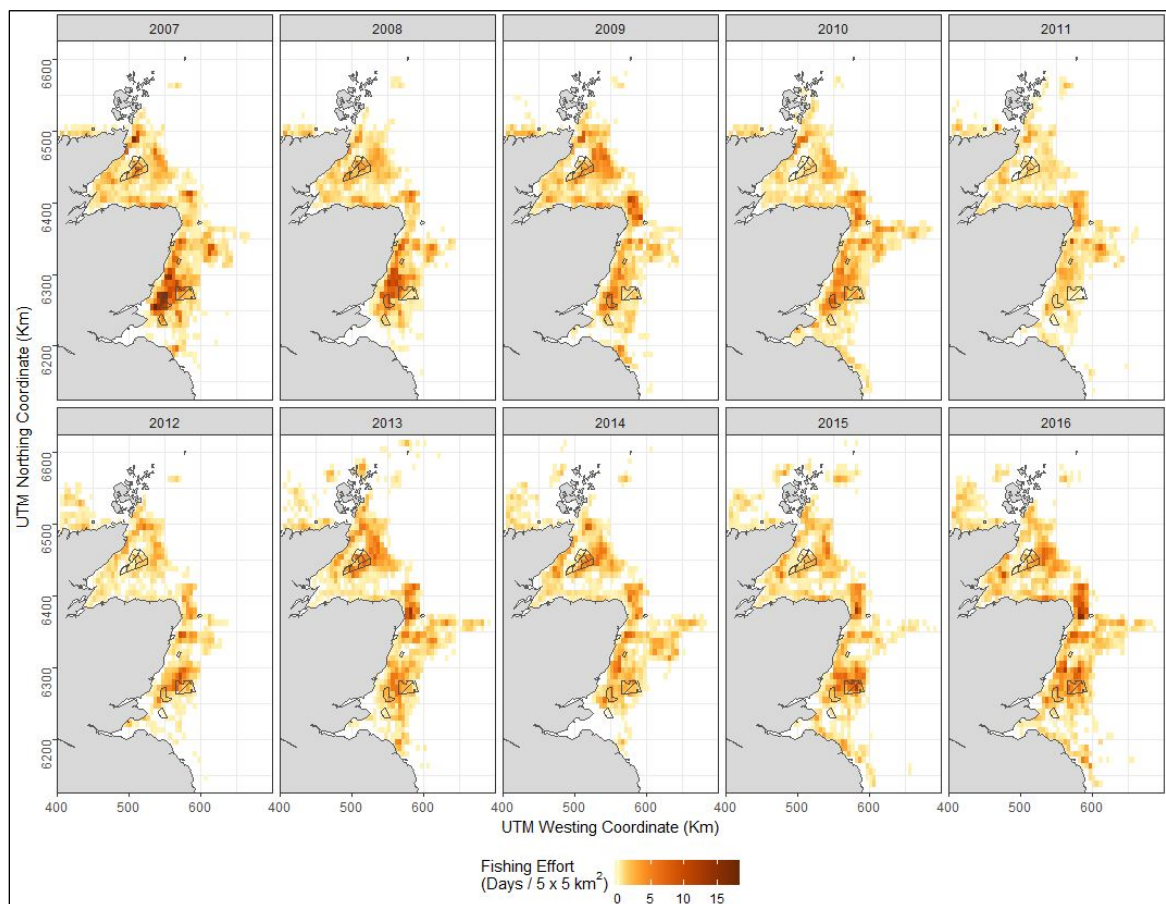 2007 2008 2009 2010 2011
6600
6500
6400
6300
6200
UTM Northing Coordinate (Km)
2012 2013 2014 2015 2016
6600
6500
6400
6300
6200
400 500 600 400 500 600 400 500 600 400 500 600 400 500 600
UTM Westing Coordinate (Km)
Fishing Effort
(Days / 5 x 5 km²)
0 5 10 15